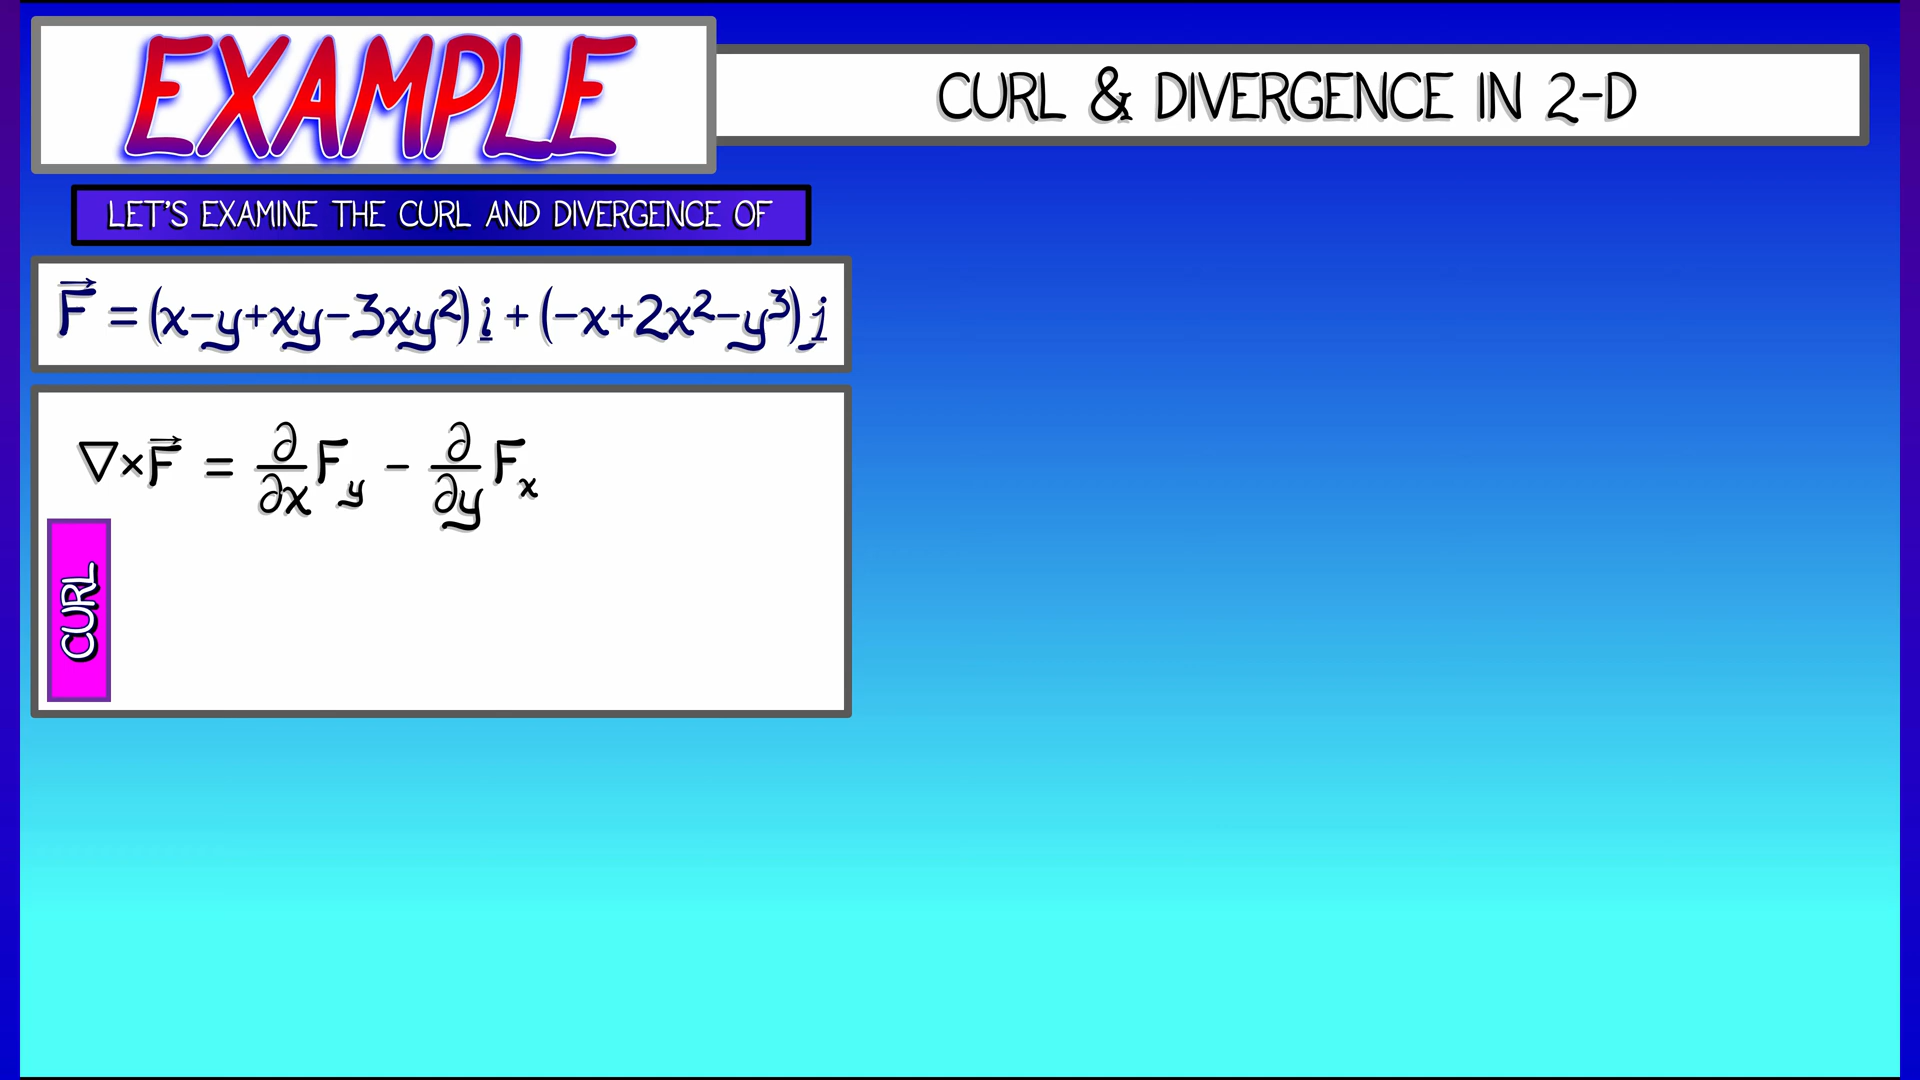 EXAMPLE
CURL & DIVERGENCE IN 2-D
LET'S EXAMINE THE CURL AND DIVERGENCE OF
F⃗ = (x-y+xy-3xy²) i + (-x+2x²-y³) j
∇×F⃗ = ∂/∂x F_y - ∂/∂y F_x
CURL